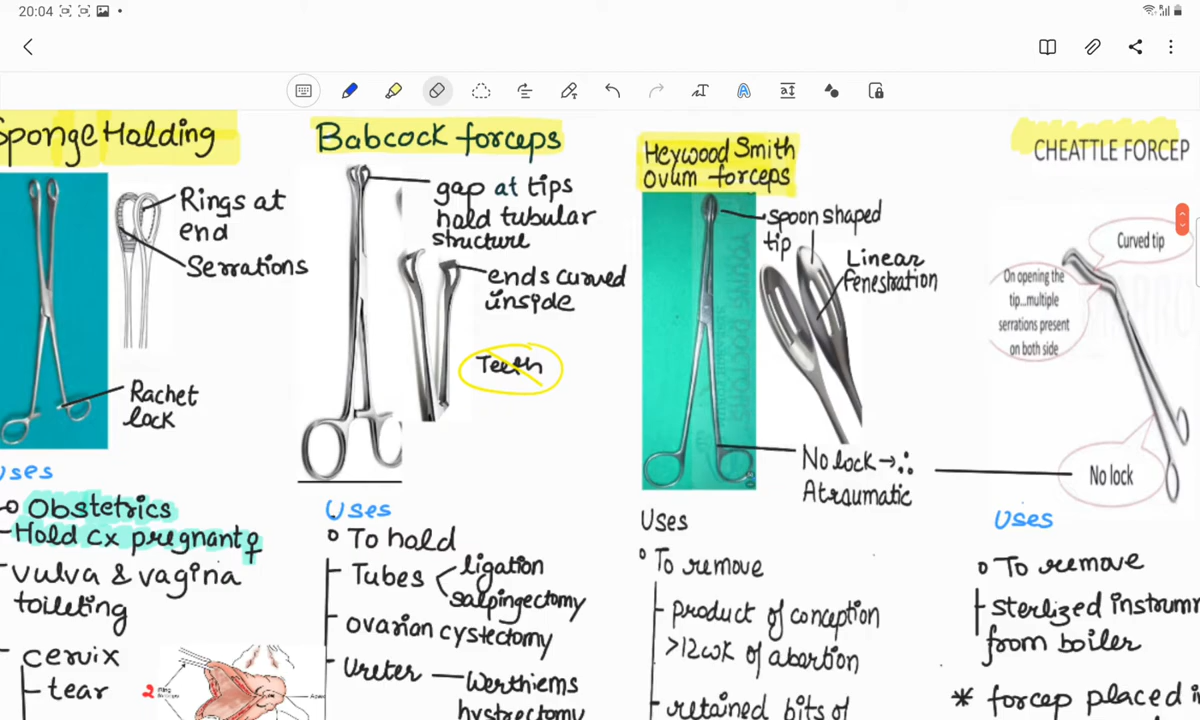 20:04
Sponge Holding
Rings at
end
Serrations
Rachet
lock
uses
Obstetrics
Hold Cx pregnant ♀
vulva & vagina
toileting
cervix
tear
2
Babcock forceps
gap at tips
hold tubular
structure
ends curved
inside
Teeth
Uses
To hold
Tubes
ligation
salpingectomy
ovarian cystectomy
Ureter — Werthiems
hystrectomy
Heywood Smith
Ovum forceps
Spoon shaped
tip
Linear
fenestration
No lock → ∴
Atraumatic
Uses
To remove
product of conception
>12wk of abortion
retained bits of
CHEATTLE FORCEP
Curved tip
On opening the
tip...multiple
serrations present
on both side
No lock
Uses
To remove
sterlized instrum
from boiler
* forcep placed i